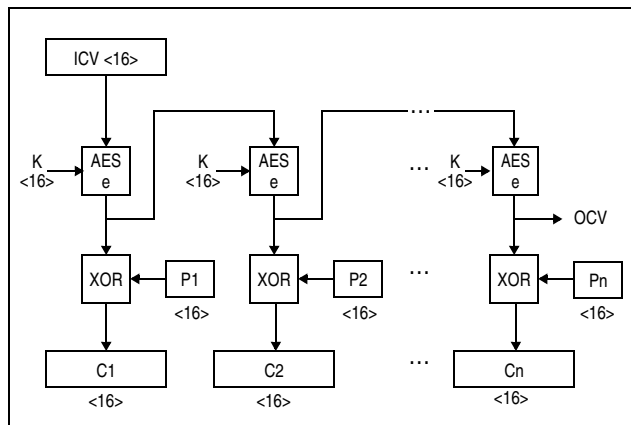 ICV <16>
...
K
<16>
AES
e
K
<16>
AES
e
...
K
<16>
AES
e
OCV
XOR
P1
<16>
XOR
P2
<16>
...
XOR
Pn
<16>
C1
<16>
C2
<16>
...
Cn
<16>